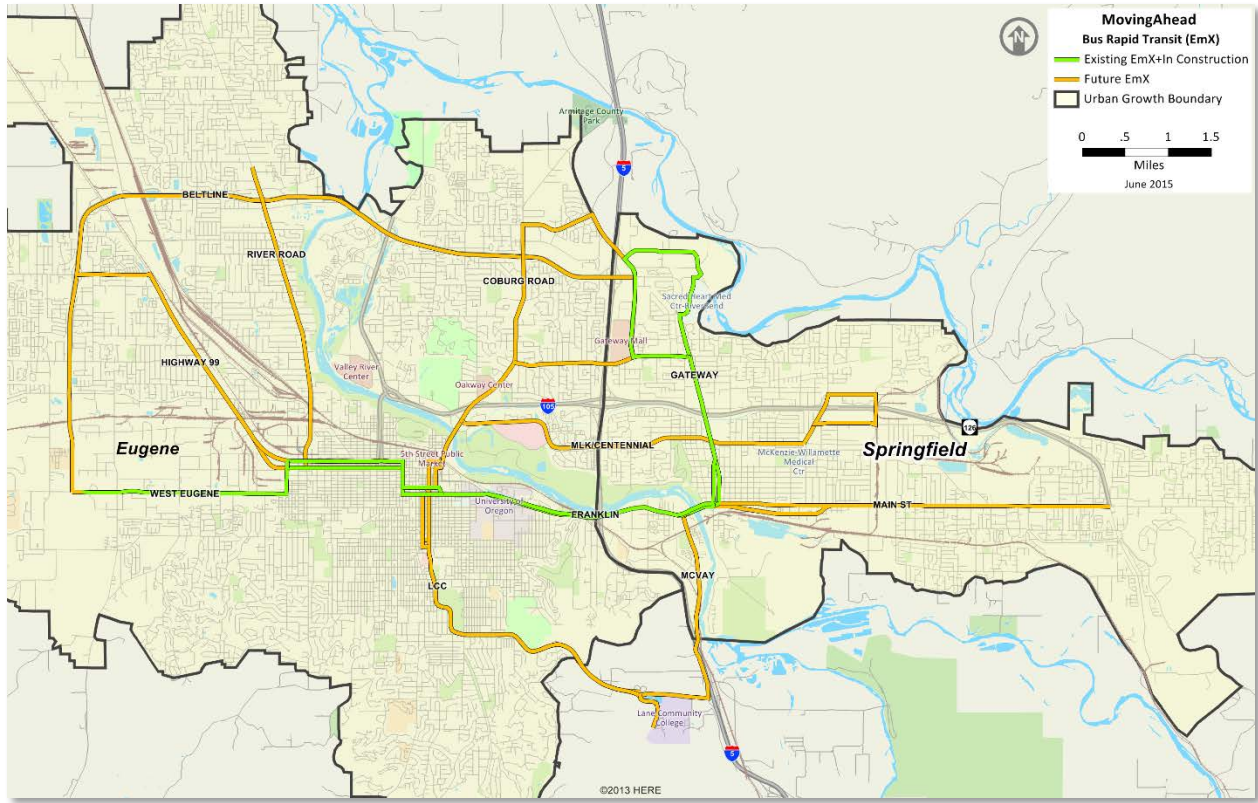 MovingAhead
Bus Rapid Transit (EmX)
Existing EmX+In Construction
Future EmX
Urban Growth Boundary
0 .5 1 1.5
Miles
June 2015
N
Armitage County
Park
5
BELTLINE
RIVER ROAD
COBURG ROAD
Sacred Heart Med
Ctr-Riverbend
Gateway Mall
HIGHWAY 99
Valley River
Center
Oakway Center
GATEWAY
105
126
Eugene
5th Street Public
Market
MLK/CENTENNIAL
McKenzie-Willamette
Medical
Ctr
Springfield
WEST EUGENE
University of
Oregon
FRANKLIN
MAIN ST
LCC
MCVAY
Lane Community
College
5
©2013 HERE